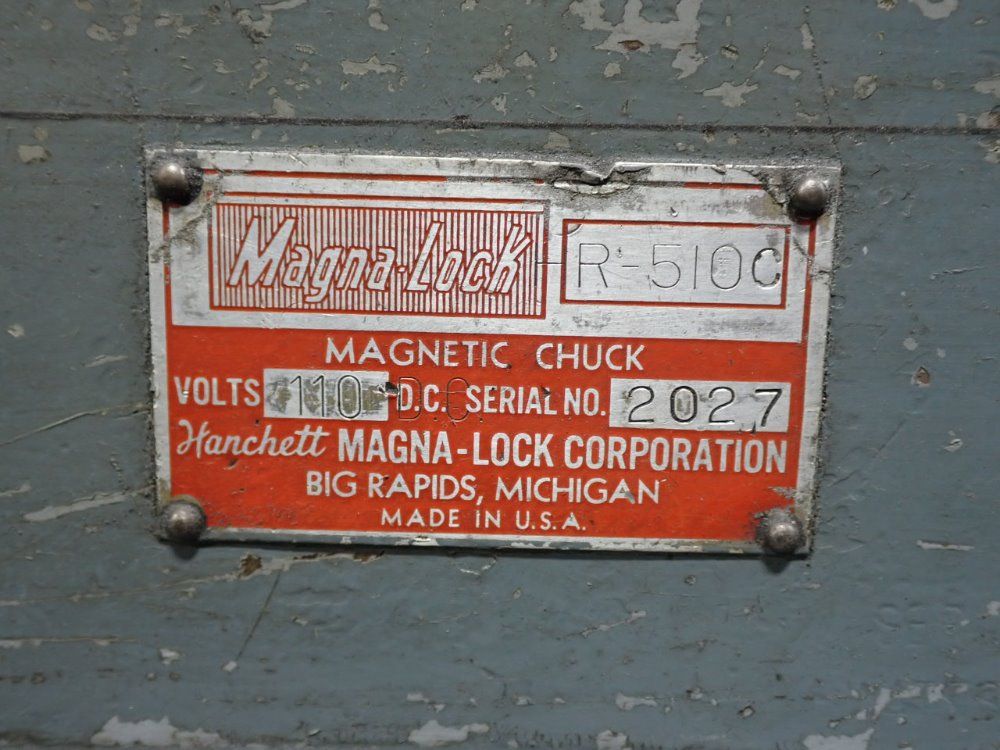 Magna-Lock R-510C
MAGNETIC CHUCK
VOLTS 110 D.C. D.C. SERIAL NO. 2027
Hanchett MAGNA-LOCK CORPORATION
BIG RAPIDS, MICHIGAN
MADE IN U.S.A.